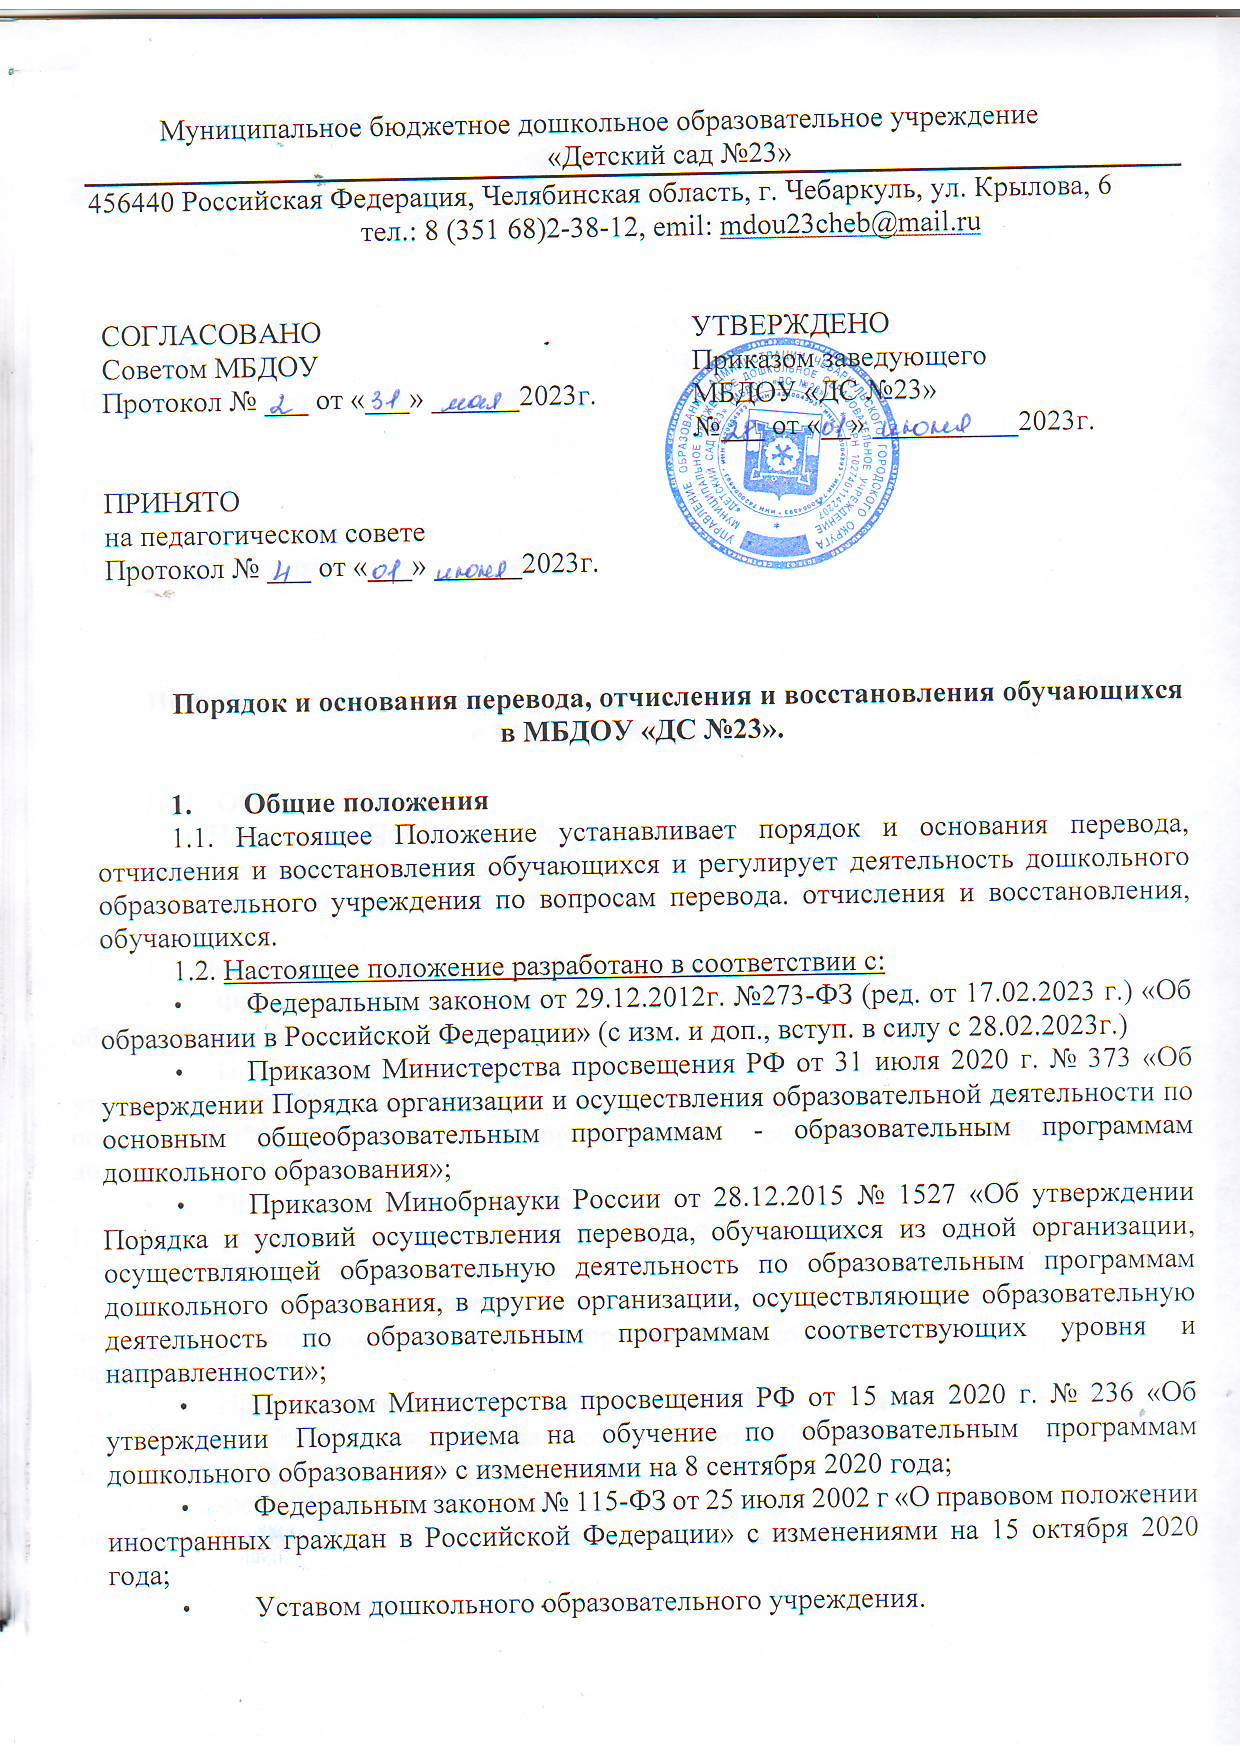 Муниципальное бюджетное дошкольное образовательное учреждение
«Детский сад №23»
456440 Российская Федерация, Челябинская область, г. Чебаркуль, ул. Крылова, 6
тел.: 8 (351 68)2-38-12, emil: mdou23cheb@mail.ru
СОГЛАСОВАНО
Советом МБДОУ
Протокол № 2 от «31» мая 2023г.
УТВЕРЖДЕНО
Приказом заведующего
МБДОУ «ДС №23»
№ 28 от «01» июня 2023г.
ПРИНЯТО
на педагогическом совете
Протокол № 4 от «01» июня 2023г.
Порядок и основания перевода, отчисления и восстановления обучающихся
в МБДОУ «ДС №23».
1. Общие положения
1.1. Настоящее Положение устанавливает порядок и основания перевода,
отчисления и восстановления обучающихся и регулирует деятельность дошкольного
образовательного учреждения по вопросам перевода. отчисления и восстановления,
обучающихся.
1.2. Настоящее положение разработано в соответствии с:
• Федеральным законом от 29.12.2012г. №273-ФЗ (ред. от 17.02.2023 г.) «Об
образовании в Российской Федерации» (с изм. и доп., вступ. в силу с 28.02.2023г.)
• Приказом Министерства просвещения РФ от 31 июля 2020 г. № 373 «Об
утверждении Порядка организации и осуществления образовательной деятельности по
основным общеобразовательным программам - образовательным программам
дошкольного образования»;
• Приказом Минобрнауки России от 28.12.2015 № 1527 «Об утверждении
Порядка и условий осуществления перевода, обучающихся из одной организации,
осуществляющей образовательную деятельность по образовательным программам
дошкольного образования, в другие организации, осуществляющие образовательную
деятельность по образовательным программам соответствующих уровня и
направленности»;
• Приказом Министерства просвещения РФ от 15 мая 2020 г. № 236 «Об
утверждении Порядка приема на обучение по образовательным программам
дошкольного образования» с изменениями на 8 сентября 2020 года;
• Федеральным законом № 115-ФЗ от 25 июля 2002 г «О правовом положении
иностранных граждан в Российской Федерации» с изменениями на 15 октября 2020
года;
• Уставом дошкольного образовательного учреждения.